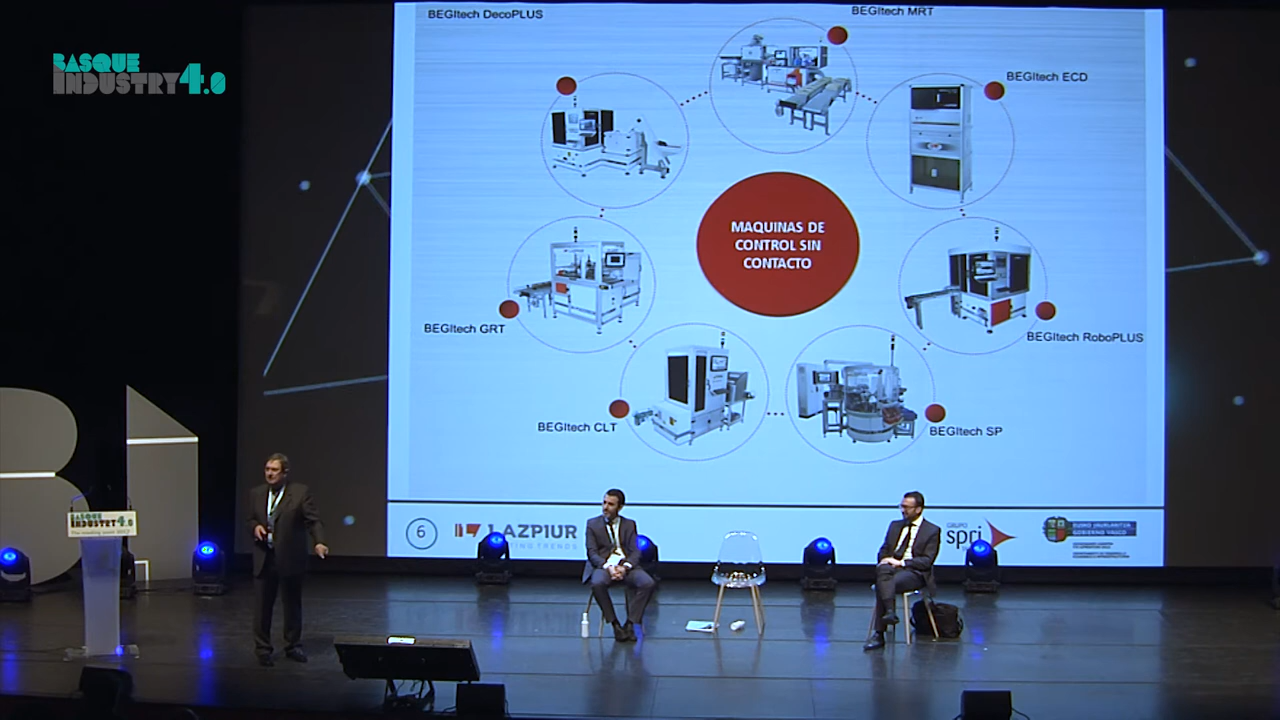 BASQUE
INDUSTRY 4.0
BEGItech DecoPLUS
BEGItech MRT
BEGItech ECD
MAQUINAS DE
CONTROL SIN
CONTACTO
BEGItech GRT
BEGItech RoboPLUS
BEGItech CLT
BEGItech SP
6
LAZPIUR
TRENDS
GRUPO
spri
EUSKO JAURLARITZA
GOBIERNO VASCO
BASQUE
INDUSTRY 4.0